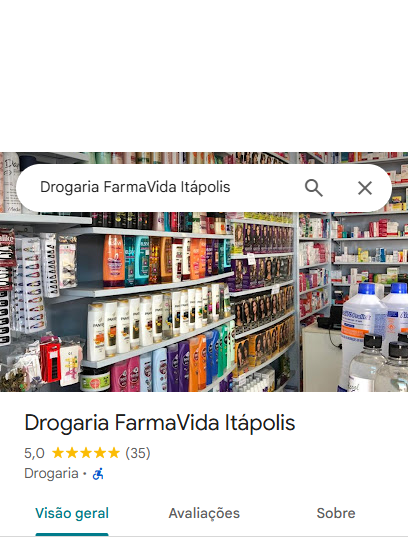 Drogaria FarmaVida Itápolis
Drogaria FarmaVida Itápolis
5,0 (35)
Drogaria ·
Visão geral Avaliações Sobre